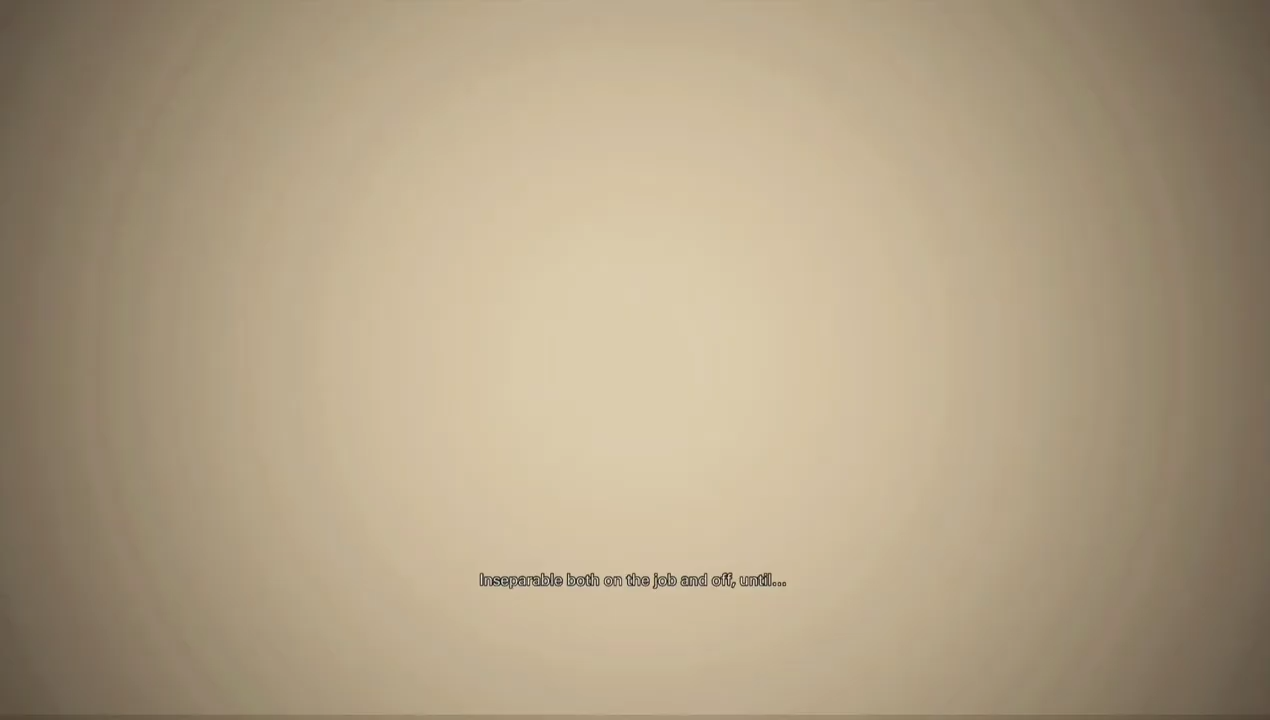 Inseparable both on the job and off, until...